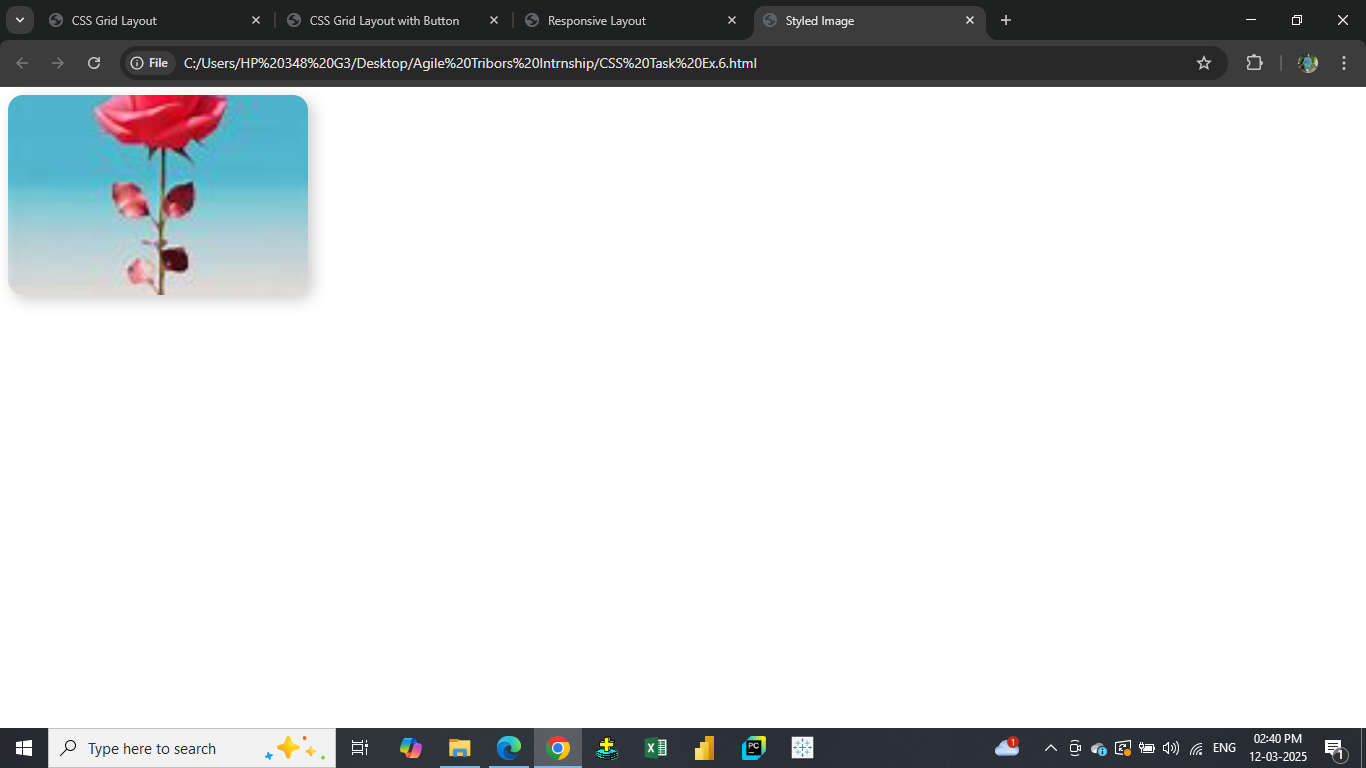 CSS Grid Layout
CSS Grid Layout with Button
Responsive Layout
Styled Image
File
C:/Users/HP%20348%20G3/Desktop/Agile%20Tribors%20Intrnship/CSS%20Task%20Ex.6.html
Type here to search
PC
1
ENG
02:40 PM
12-03-2025
1